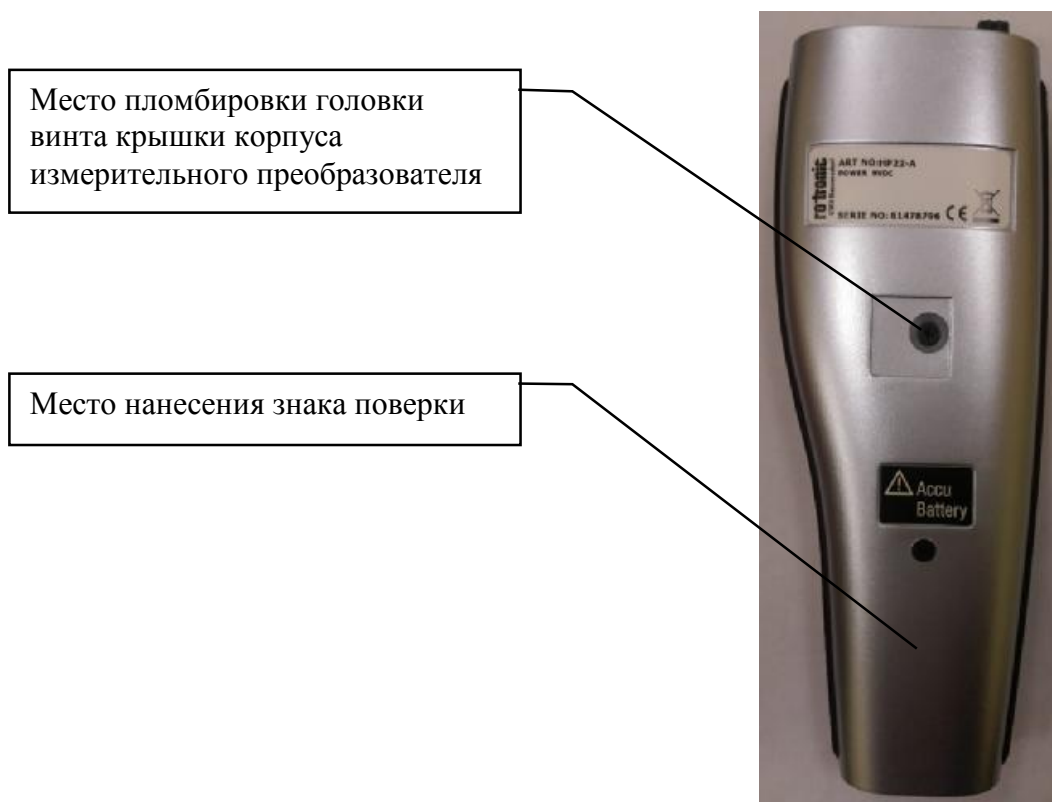 Место пломбировки головки
винта крышки корпуса
измерительного преобразователя
Место нанесения знака поверки
rotronic
ART NO:HP22-A
POWER 9VDC
SERIE NO: 61478706 CE
Accu
Battery